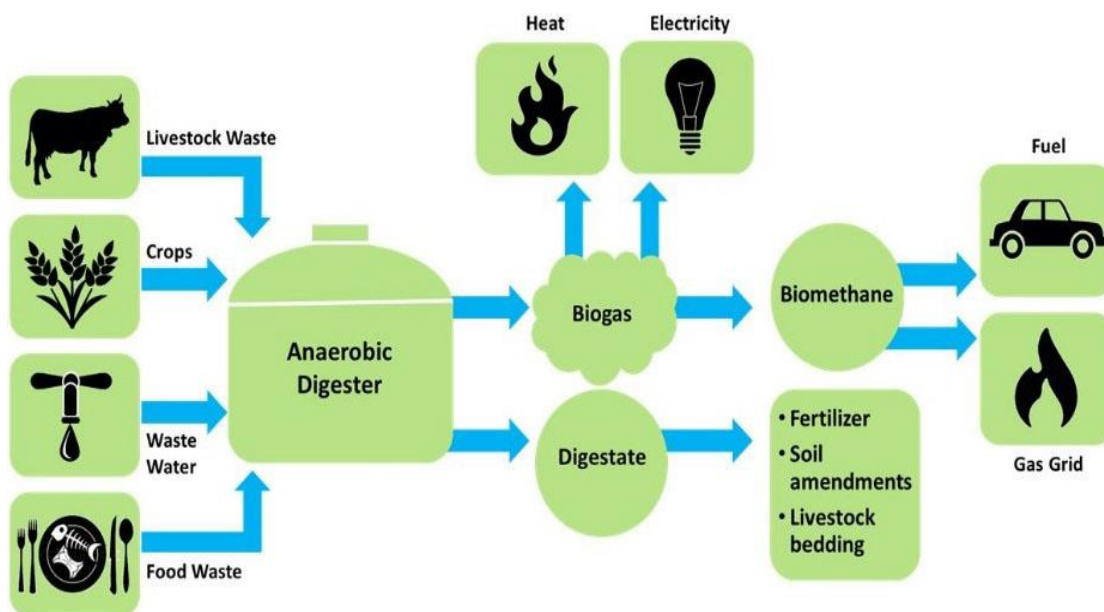 Heat
Electricity
Livestock Waste
Crops
Waste
Water
Food Waste
Anaerobic
Digester
Biogas
Digestate
Biomethane
Fuel
Gas Grid
• Fertilizer
• Soil
amendments
• Livestock
bedding